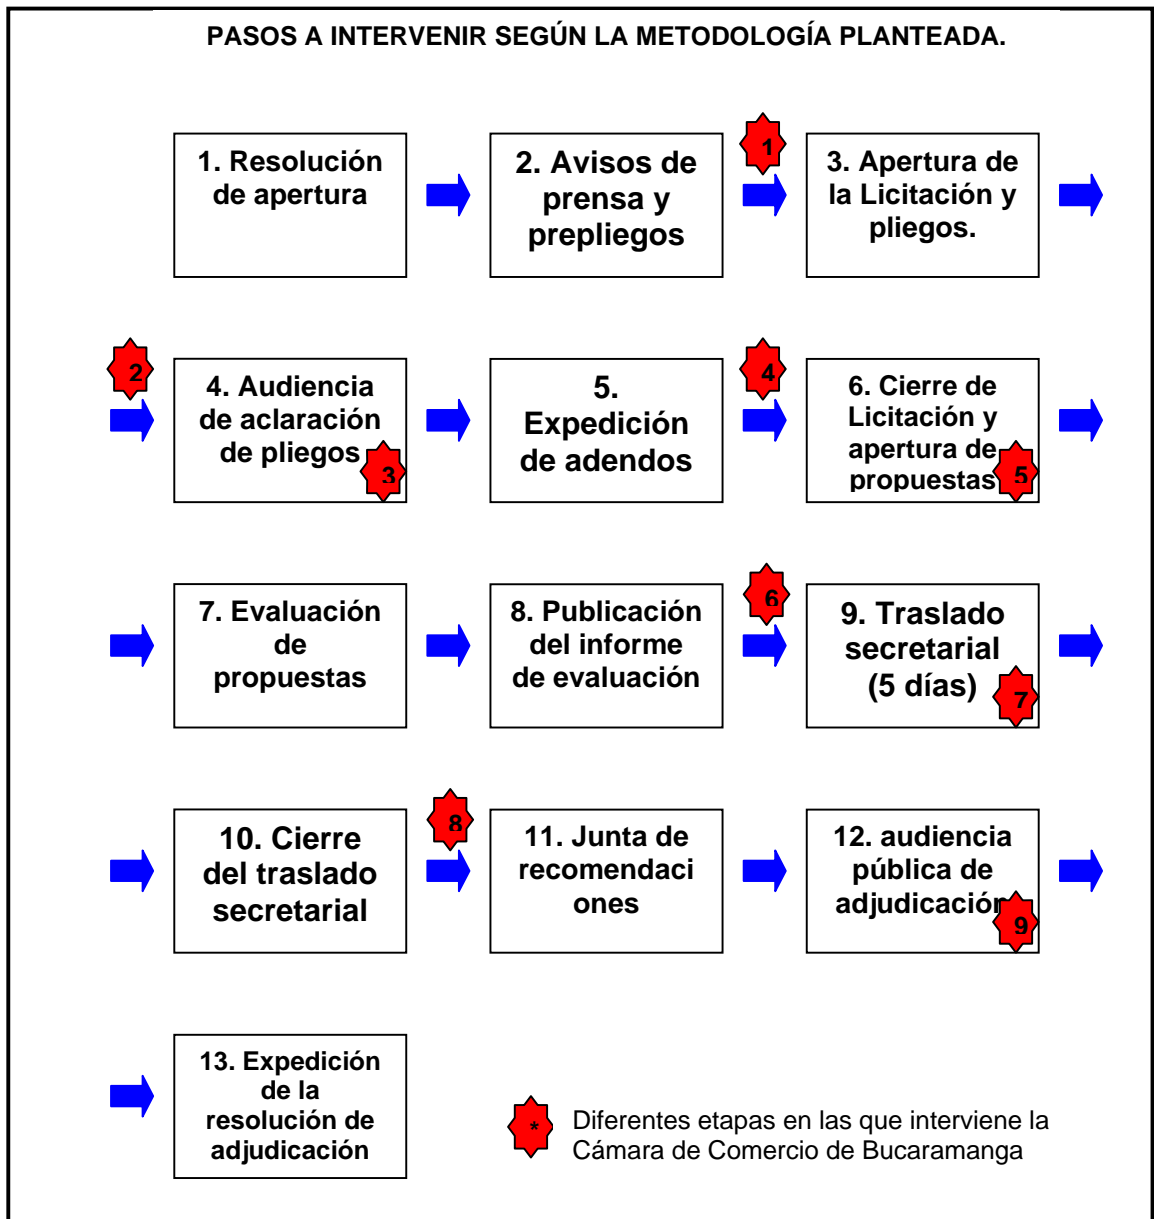 PASOS A INTERVENIR SEGÚN LA METODOLOGÍA PLANTEADA.
1. Resolución
de apertura
2. Avisos de
prensa y
prepliegos
1
3. Apertura de
la Licitación y
pliegos.
2
4. Audiencia
de aclaración
de pliegos
3
5.
Expedición
de adendos
4
6. Cierre de
Licitación y
apertura de
propuestas
5
7. Evaluación
de
propuestas
8. Publicación
del informe
de evaluación
6
9. Traslado
secretarial
(5 días)
7
10. Cierre
del traslado
secretarial
8
11. Junta de
recomendaci
ones
12. audiencia
pública de
adjudicación
9
13. Expedición
de la
resolución de
adjudicación
*
Diferentes etapas en las que interviene la
Cámara de Comercio de Bucaramanga